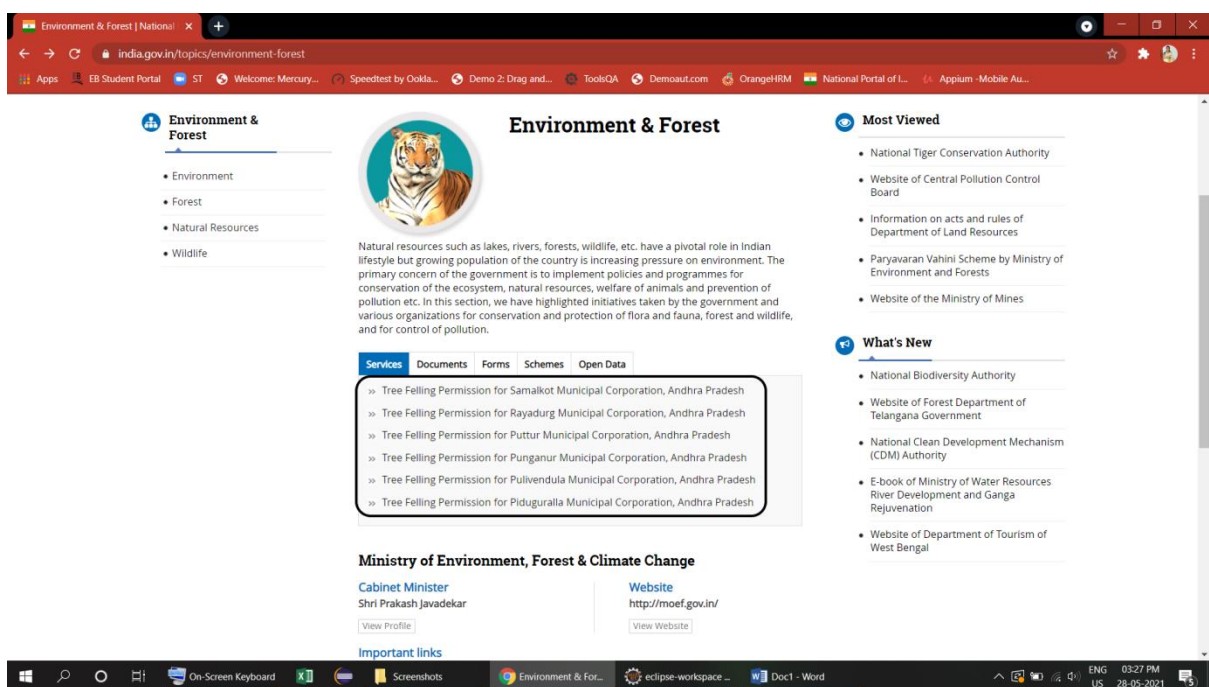 Environment & Forest | National
india.gov.in/topics/environment-forest
Apps EB Student Portal ST Welcome: Mercury... Speedtest by Ookla... Demo 2: Drag and... ToolsQA Demoaut.com OrangeHRM National Portal of I... Appium -Mobile Au...
Environment &
Forest
Environment
Forest
Natural Resources
Wildlife
Environment & Forest
Natural resources such as lakes, rivers, forests, wildlife, etc. have a pivotal role in Indian
lifestyle but growing population of the country is increasing pressure on environment. The
primary concern of the government is to implement policies and programmes for
conservation of the ecosystem, natural resources, welfare of animals and prevention of
pollution etc. In this section, we have highlighted initiatives taken by the government and
various organizations for conservation and protection of flora and fauna, forest and wildlife,
and for control of pollution.
Services Documents Forms Schemes Open Data
» Tree Felling Permission for Samalkot Municipal Corporation, Andhra Pradesh
» Tree Felling Permission for Rayadurg Municipal Corporation, Andhra Pradesh
» Tree Felling Permission for Puttur Municipal Corporation, Andhra Pradesh
» Tree Felling Permission for Punganur Municipal Corporation, Andhra Pradesh
» Tree Felling Permission for Pulivendula Municipal Corporation, Andhra Pradesh
» Tree Felling Permission for Piduguralla Municipal Corporation, Andhra Pradesh
Ministry of Environment, Forest & Climate Change
Cabinet Minister
Shri Prakash Javadekar
View Profile
Website
http://moef.gov.in/
View Website
Important links
Most Viewed
National Tiger Conservation Authority
Website of Central Pollution Control
Board
Information on acts and rules of
Department of Land Resources
Paryavaran Vahini Scheme by Ministry of
Environment and Forests
Website of the Ministry of Mines
What's New
National Biodiversity Authority
Website of Forest Department of
Telangana Government
National Clean Development Mechanism
(CDM) Authority
E-book of Ministry of Water Resources
River Development and Ganga
Rejuvenation
Website of Department of Tourism of
West Bengal
On-Screen Keyboard Screenshots Environment & For... eclipse-workspace ... Doc1 - Word
ENG 03:27 PM
US 28-05-2021 5